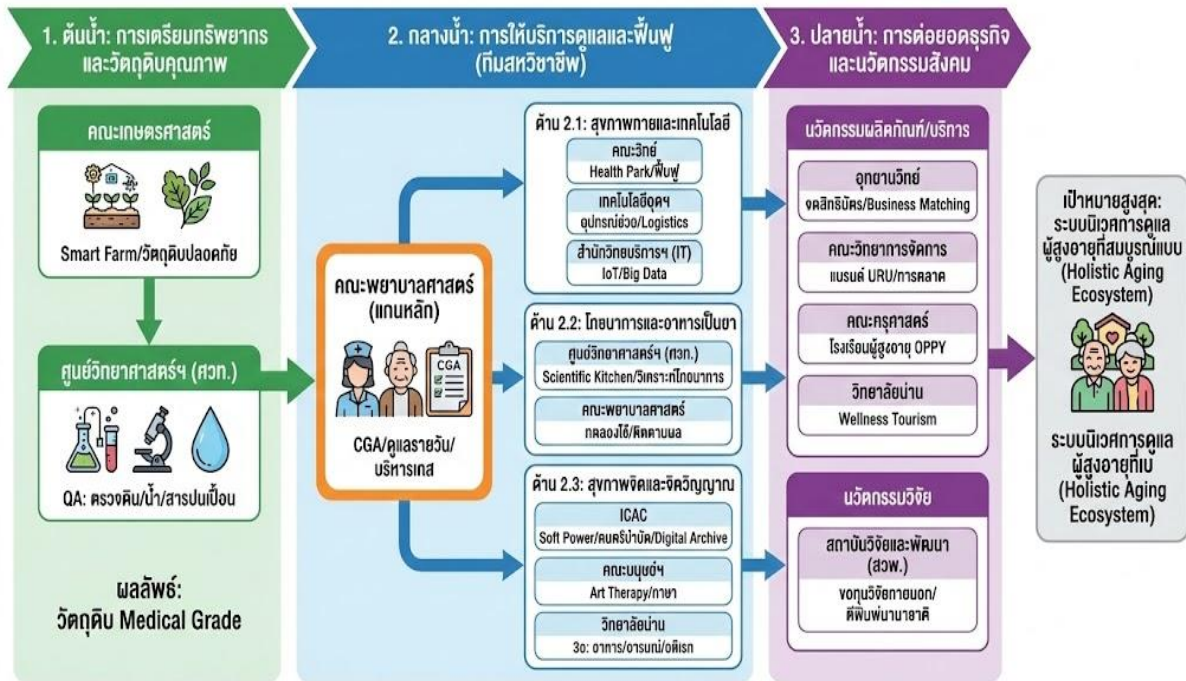 1. ต้นน้ำ: การเตรียมทรัพยากร
และวัตถุดิบคุณภาพ
คณะเกษตรศาสตร์
Smart Farm/วัตถุดิบปลอดภัย
ศูนย์วิทยาศาสตร์ฯ (ศวท.)
QA: ตรวจดิน/น้ำ/สารปนเปื้อน
ผลลัพธ์:
วัตถุดิบ Medical Grade
2. กลางน้ำ: การให้บริการดูแลและฟื้นฟู
(ทีมสหวิชาชีพ)
คณะพยาบาลศาสตร์
(แกนหลัก)
CGA
CGA/ดูแลรายวัน/
บริหารเคส
ด้าน 2.1: สุขภาพกายและเทคโนโลยี
คณะวิทย์
Health Park/ฟื้นฟู
เทคโนโลยีอุตฯ
อุปกรณ์ช่วย/Logistics
สำนักวิทยบริการฯ (IT)
IoT/Big Data
ด้าน 2.2: โภชนาการและอาหารเป็นยา
ศูนย์วิทยาศาสตร์ฯ (ศวท.)
Scientific Kitchen/วิเคราะห์โภชนาการ
คณะพยาบาลศาสตร์
ทดลองใช้/ติดตามผล
ด้าน 2.3: สุขภาพจิตและจิตวิญญาณ
ICAC
Soft Power/ดนตรีบำบัด/Digital Archive
คณะมนุษย์ฯ
Art Therapy/ภาษา
วิทยาลัยน่าน
3อ: อาหาร/อารมณ์/อดิเรก
3. ปลายน้ำ: การต่อยอดธุรกิจ
และนวัตกรรมสังคม
นวัตกรรมผลิตภัณฑ์/บริการ
อุทยานวิทย์
จดสิทธิบัตร/Business Matching
คณะวิทยาการจัดการ
แบรนด์ URU/การตลาด
คณะครุศาสตร์
โรงเรียนผู้สูงอายุ OPPY
วิทยาลัยน่าน
Wellness Tourism
นวัตกรรมวิจัย
สถาบันวิจัยและพัฒนา
(สวพ.)
ขอทุนวิจัยภายนอก/
ตีพิมพ์นานาชาติ
เป้าหมายสูงสุด:
ระบบนิเวศการดูแล
ผู้สูงอายุที่สมบูรณ์แบบ
(Holistic Aging
Ecosystem)
ระบบนิเวศการดูแล
ผู้สูงอายุที่เบ
(Holistic Aging
Ecosystem)